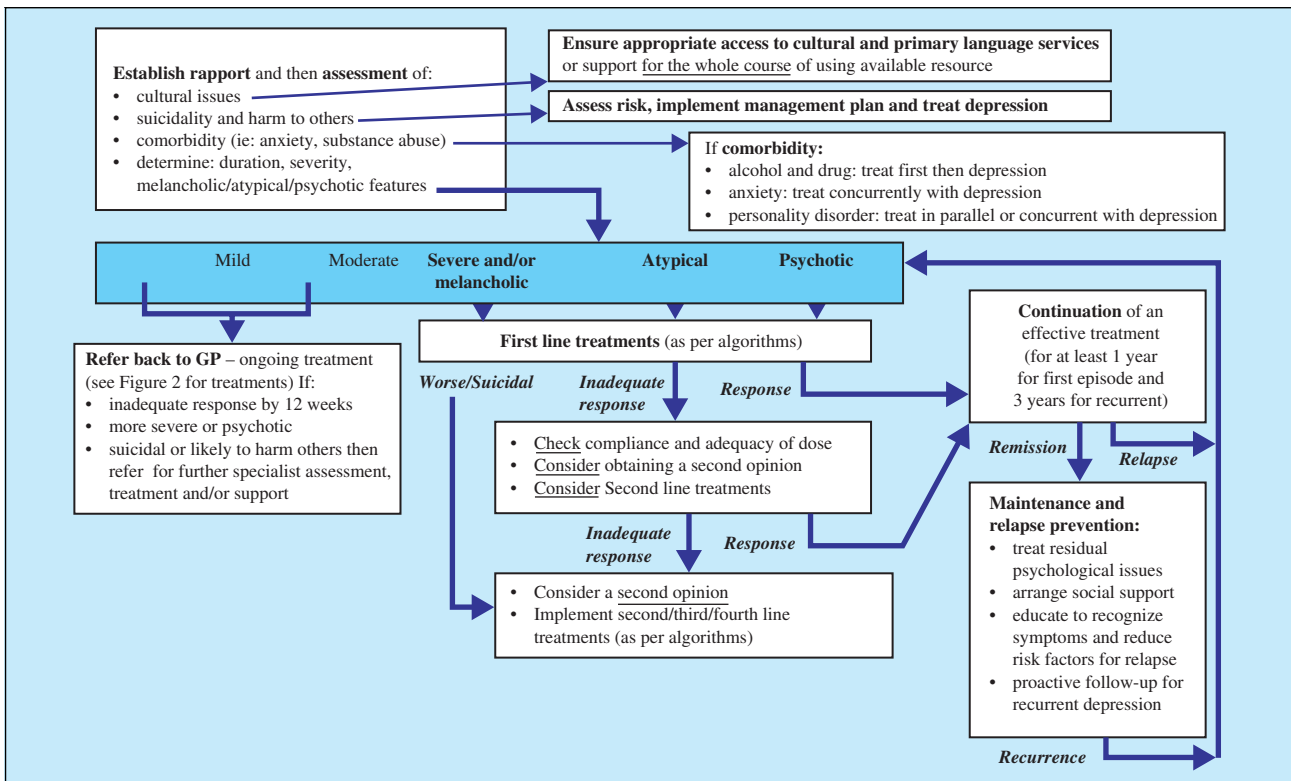 Establish rapport and then assessment of:
• cultural issues
• suicidality and harm to others
• comorbidity (ie: anxiety, substance abuse)
• determine: duration, severity,
melancholic/atypical/psychotic features
Ensure appropriate access to cultural and primary language services
or support for the whole course of using available resource
Assess risk, implement management plan and treat depression
If comorbidity:
• alcohol and drug: treat first then depression
• anxiety: treat concurrently with depression
• personality disorder: treat in parallel or concurrent with depression
Mild
Moderate
Severe and/or
melancholic
Atypical
Psychotic
Refer back to GP – ongoing treatment
(see Figure 2 for treatments) If:
• inadequate response by 12 weeks
• more severe or psychotic
• suicidal or likely to harm others then
refer for further specialist assessment,
treatment and/or support
First line treatments (as per algorithms)
Worse/Suicidal
Inadequate
response
Response
• Check compliance and adequacy of dose
• Consider obtaining a second opinion
• Consider Second line treatments
Inadequate
response
Response
• Consider a second opinion
• Implement second/third/fourth line
treatments (as per algorithms)
Continuation of an
effective treatment
(for at least 1 year
for first episode and
3 years for recurrent)
Remission
Relapse
Maintenance and
relapse prevention:
• treat residual
psychological issues
• arrange social support
• educate to recognize
symptoms and reduce
risk factors for relapse
• proactive follow-up for
recurrent depression
Recurrence